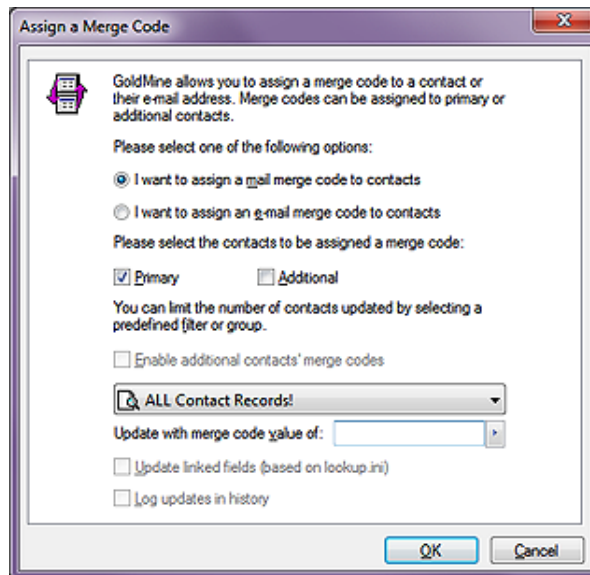 Assign a Merge Code
GoldMine allows you to assign a merge code to a contact or
their e-mail address. Merge codes can be assigned to primary or
additional contacts.
Please select one of the following options:
I want to assign a mail merge code to contacts
I want to assign an e-mail merge code to contacts
Please select the contacts to be assigned a merge code:
Primary Additional
You can limit the number of contacts updated by selecting a
predefined filter or group.
Enable additional contacts' merge codes
ALL Contact Records!
Update with merge code value of:
Update linked fields (based on lookup.ini)
Log updates in history
OK Cancel